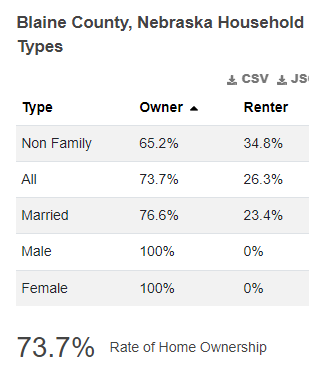 Blaine County, Nebraska Household
Types
CSV
Type Owner Renter
Non Family 65.2% 34.8%
All 73.7% 26.3%
Married 76.6% 23.4%
Male 100% 0%
Female 100% 0%
73.7% Rate of Home Ownership